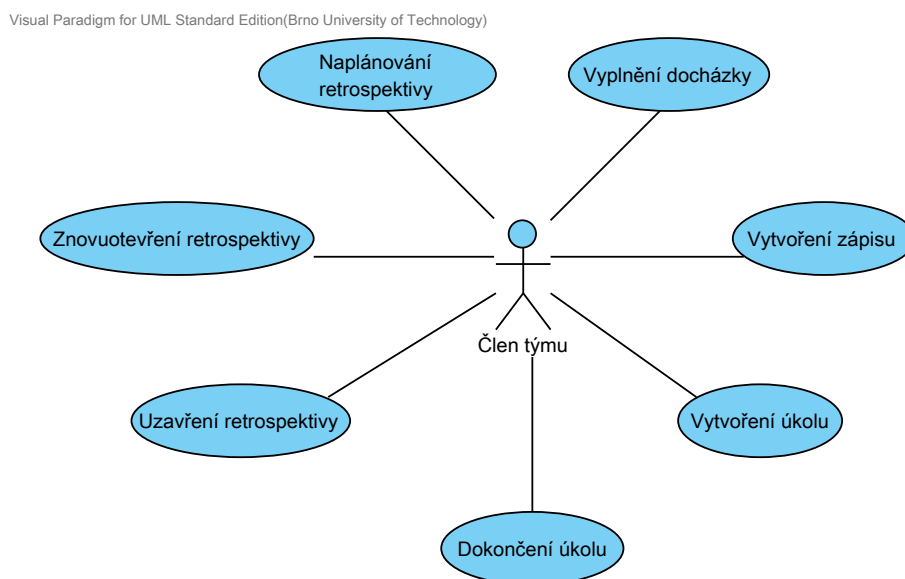 Visual Paradigm for UML Standard Edition(Brno University of Technology)
Naplánování
retrospektivy
Vyplnění docházky
Znovuotevření retrospektivy
Vytvoření zápisu
Člen týmu
Uzavření retrospektivy
Vytvoření úkolu
Dokončení úkolu